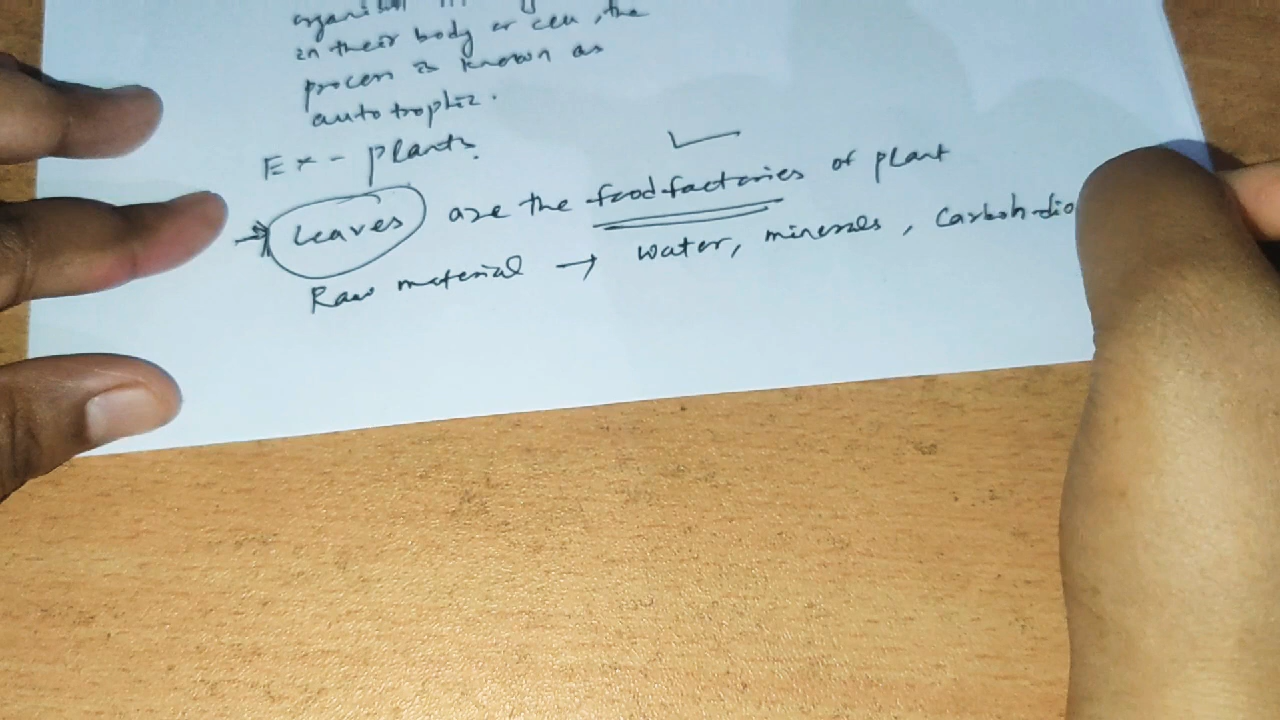 in their body or cell, the
process is known as
autotrophic.
Ex - plants.
→ Leaves are the food factories of plant
Raw material → water, minerals, Carbon-dio